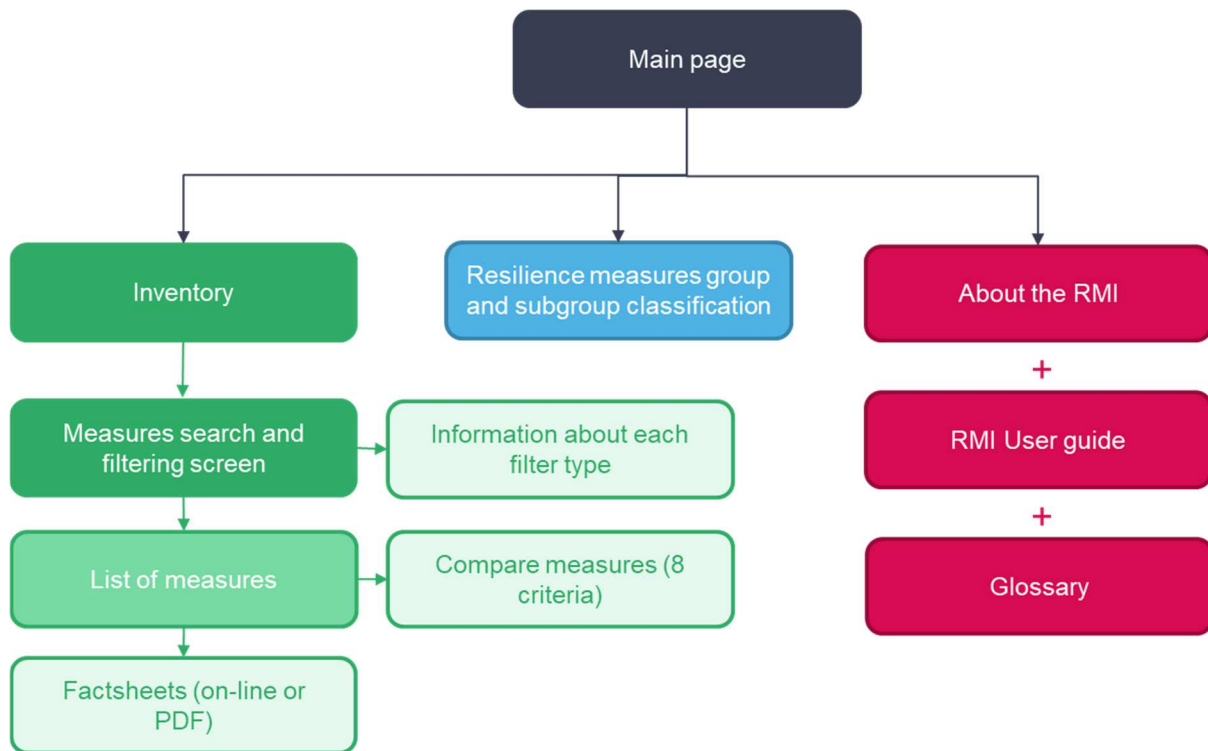 Main page
Inventory
Resilience measures group
and subgroup classification
About the RMI
+
Measures search and
filtering screen
Information about each
filter type
RMI User guide
+
List of measures
Compare measures (8
criteria)
Glossary
Factsheets (on-line or
PDF)